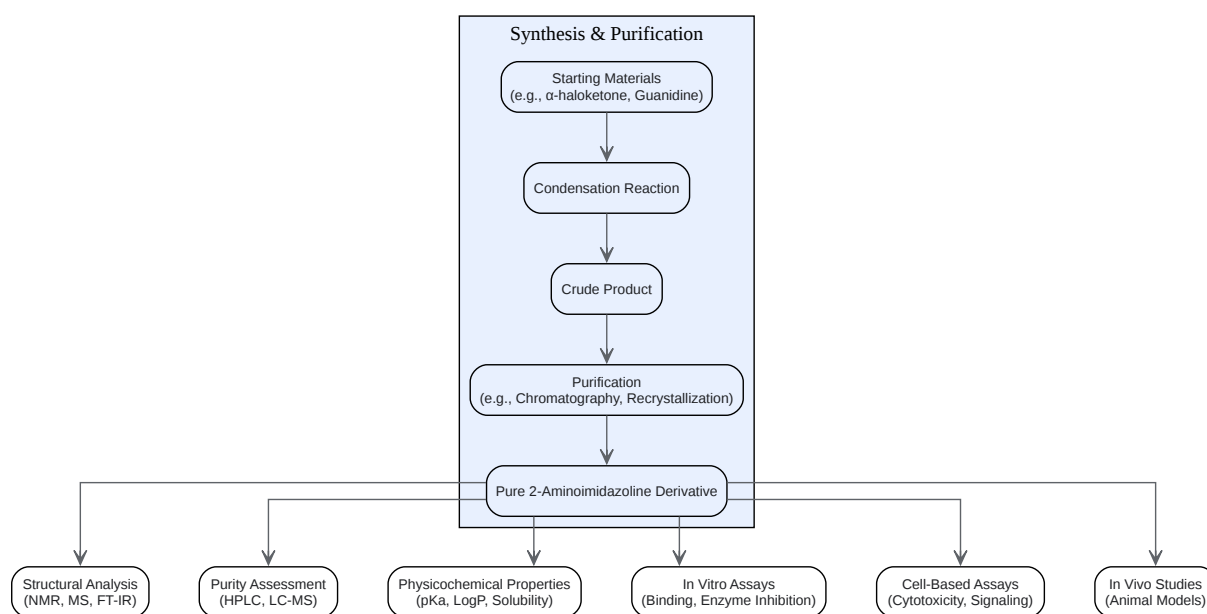 Synthesis & Purification
Starting Materials
(e.g., α-haloketone, Guanidine)
Condensation Reaction
Crude Product
Purification
(e.g., Chromatography, Recrystallization)
Pure 2-Aminoimidazoline Derivative
Structural Analysis
(NMR, MS, FT-IR)
Purity Assessment
(HPLC, LC-MS)
Physicochemical Properties
(pKa, LogP, Solubility)
In Vitro Assays
(Binding, Enzyme Inhibition)
Cell-Based Assays
(Cytotoxicity, Signaling)
In Vivo Studies
(Animal Models)